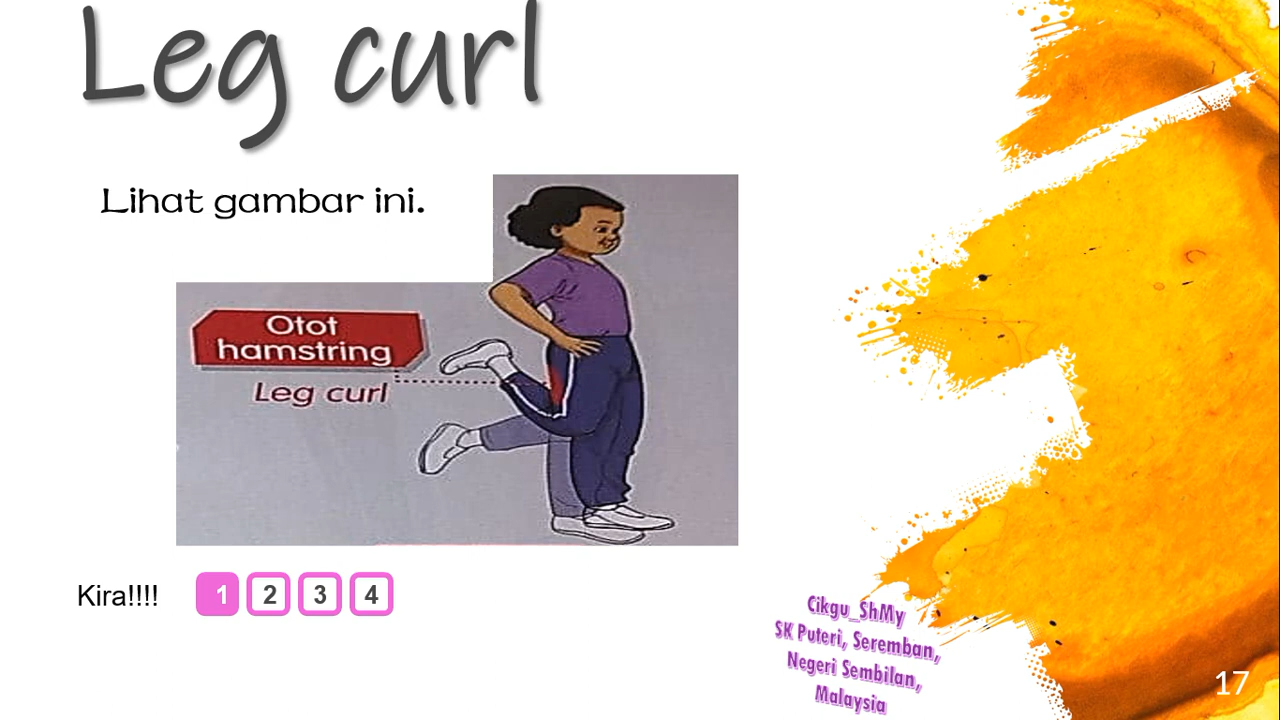 Leg curl
Lihat gambar ini.
Otot
hamstring
Leg curl
Kira!!!! 1 2 3 4
Cikgu_ShMy
SK Puteri, Seremban,
Negeri Sembilan,
Malaysia
17